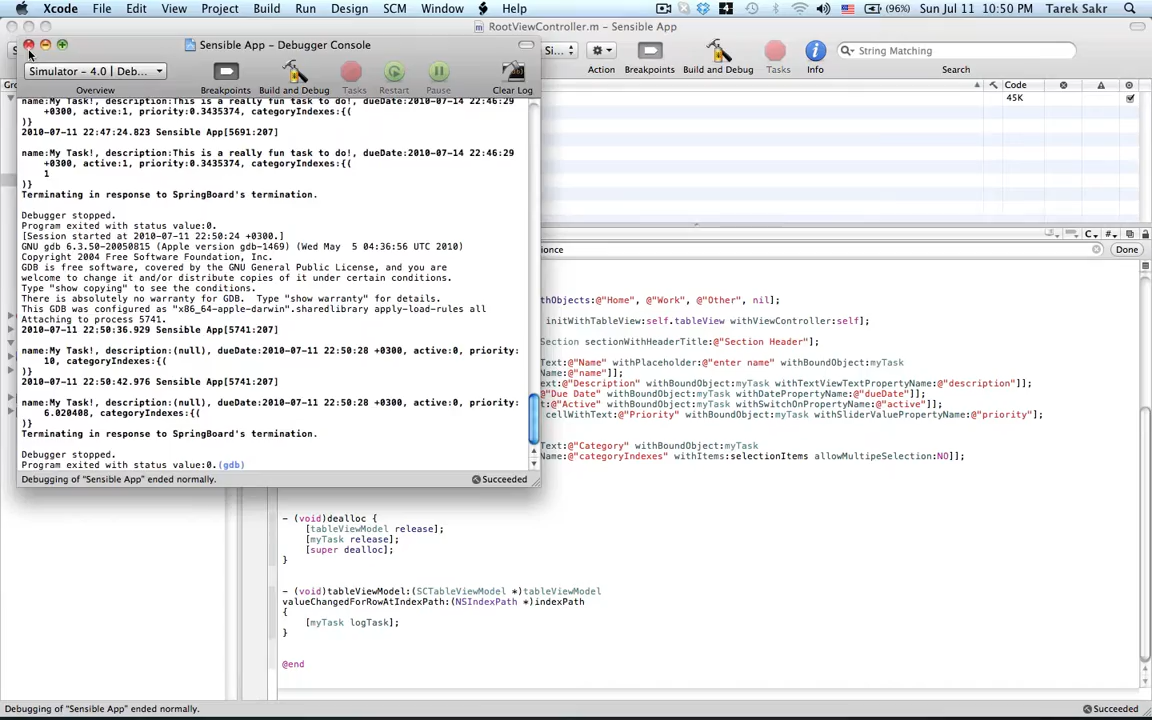 Xcode File Edit View Project Build Run Design SCM Window Help 4 (96%) Sun Jul 11 10:50 PM Tarek Sakr
RootViewController.m - Sensible App
Sensible App - Debugger Console
Simulator - 4.0 | Deb...
Overview Breakpoints Build and Debug Tasks Restart Pause Clear Log
Si... String Matching
Action Breakpoints Build and Debug Tasks Info Search
Code
45K
name:My Task!, description:This is a really fun task to do!, dueDate:2010-07-14 22:46:29
+0300, active:1, priority:0.3435374, categoryIndexes:{(
)}
2010-07-11 22:47:24.823 Sensible App[5691:207]
name:My Task!, description:This is a really fun task to do!, dueDate:2010-07-14 22:46:29
+0300, active:1, priority:0.3435374, categoryIndexes:{(
1
)}
Terminating in response to SpringBoard's termination.
Debugger stopped.
Program exited with status value:0.
[Session started at 2010-07-11 22:50:24 +0300.]
GNU gdb 6.3.50-20050815 (Apple version gdb-1469) (Wed May  5 04:36:56 UTC 2010)
Copyright 2004 Free Software Foundation, Inc.
GDB is free software, covered by the GNU General Public License, and you are
welcome to change it and/or distribute copies of it under certain conditions.
Type "show copying" to see the conditions.
There is absolutely no warranty for GDB.  Type "show warranty" for details.
This GDB was configured as "x86_64-apple-darwin".sharedlibrary apply-load-rules all
Attaching to process 5741.
2010-07-11 22:50:36.929 Sensible App[5741:207]
name:My Task!, description:(null), dueDate:2010-07-11 22:50:28 +0300, active:0, priority:
10, categoryIndexes:{(
)}
2010-07-11 22:50:42.976 Sensible App[5741:207]
name:My Task!, description:(null), dueDate:2010-07-11 22:50:28 +0300, active:0, priority:
6.020408, categoryIndexes:{(
)}
Terminating in response to SpringBoard's termination.
Debugger stopped.
Program exited with status value:0.(gdb)
Debugging of "Sensible App" ended normally. Succeeded
ionce Done
thObjects:@"Home", @"Work", @"Other", nil];
initWithTableView:self.tableView withViewController:self];
Section sectionWithHeaderTitle:@"Section Header"];
Text:@"Name" withPlaceholder:@"enter name" withBoundObject:myTask
Name:@"name"]];
ext:@"Description" withBoundObject:myTask withTextViewTextPropertyName:@"description"]];
@"Due Date" withBoundObject:myTask withDatePropertyName:@"dueDate"]];
t:@"Active" withBoundObject:myTask withSwitchOnPropertyName:@"active"]];
cellWithText:@"Priority" withBoundObject:myTask withSliderValuePropertyName:@"priority"];
Text:@"Category" withBoundObject:myTask
Name:@"categoryIndexes" withItems:selectionItems allowMultipeSelection:NO]];
- (void)dealloc {
[tableViewModel release];
[myTask release];
[super dealloc];
}
- (void)tableViewModel:(SCTableViewModel *)tableViewModel
valueChangedForRowAtIndexPath:(NSIndexPath *)indexPath
{
[myTask logTask];
}
@end
Debugging of "Sensible App" ended normally. Succeeded